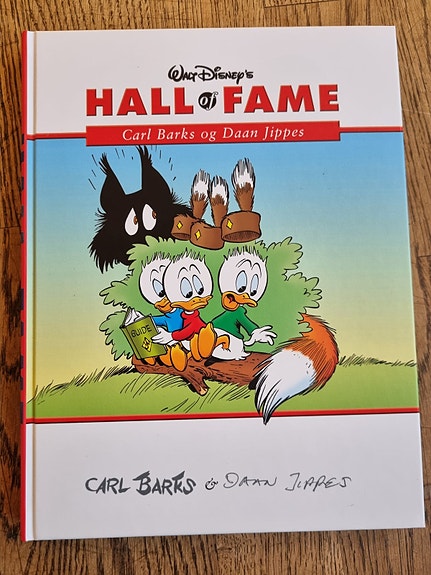 Walt Disney's
HALL of FAME
Carl Barks og Daan Jippes
GUIDE
CARL BARKS & DAAN JIPPES